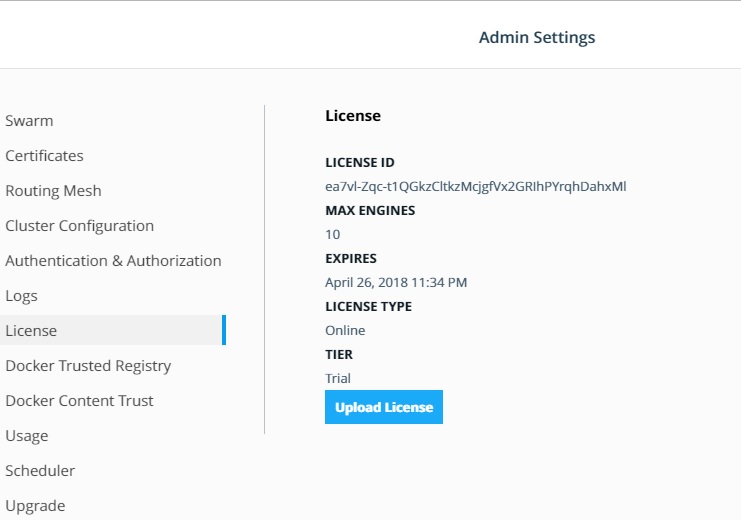 Admin Settings
Swarm
Certificates
Routing Mesh
Cluster Configuration
Authentication & Authorization
Logs
License
Docker Trusted Registry
Docker Content Trust
Usage
Scheduler
Upgrade
License
LICENSE ID
ea7vl-Zqc-t1QGkzCltkzMcjgfVx2GRIhPYrqhDahxMl
MAX ENGINES
10
EXPIRES
April 26, 2018 11:34 PM
LICENSE TYPE
Online
TIER
Trial
Upload License